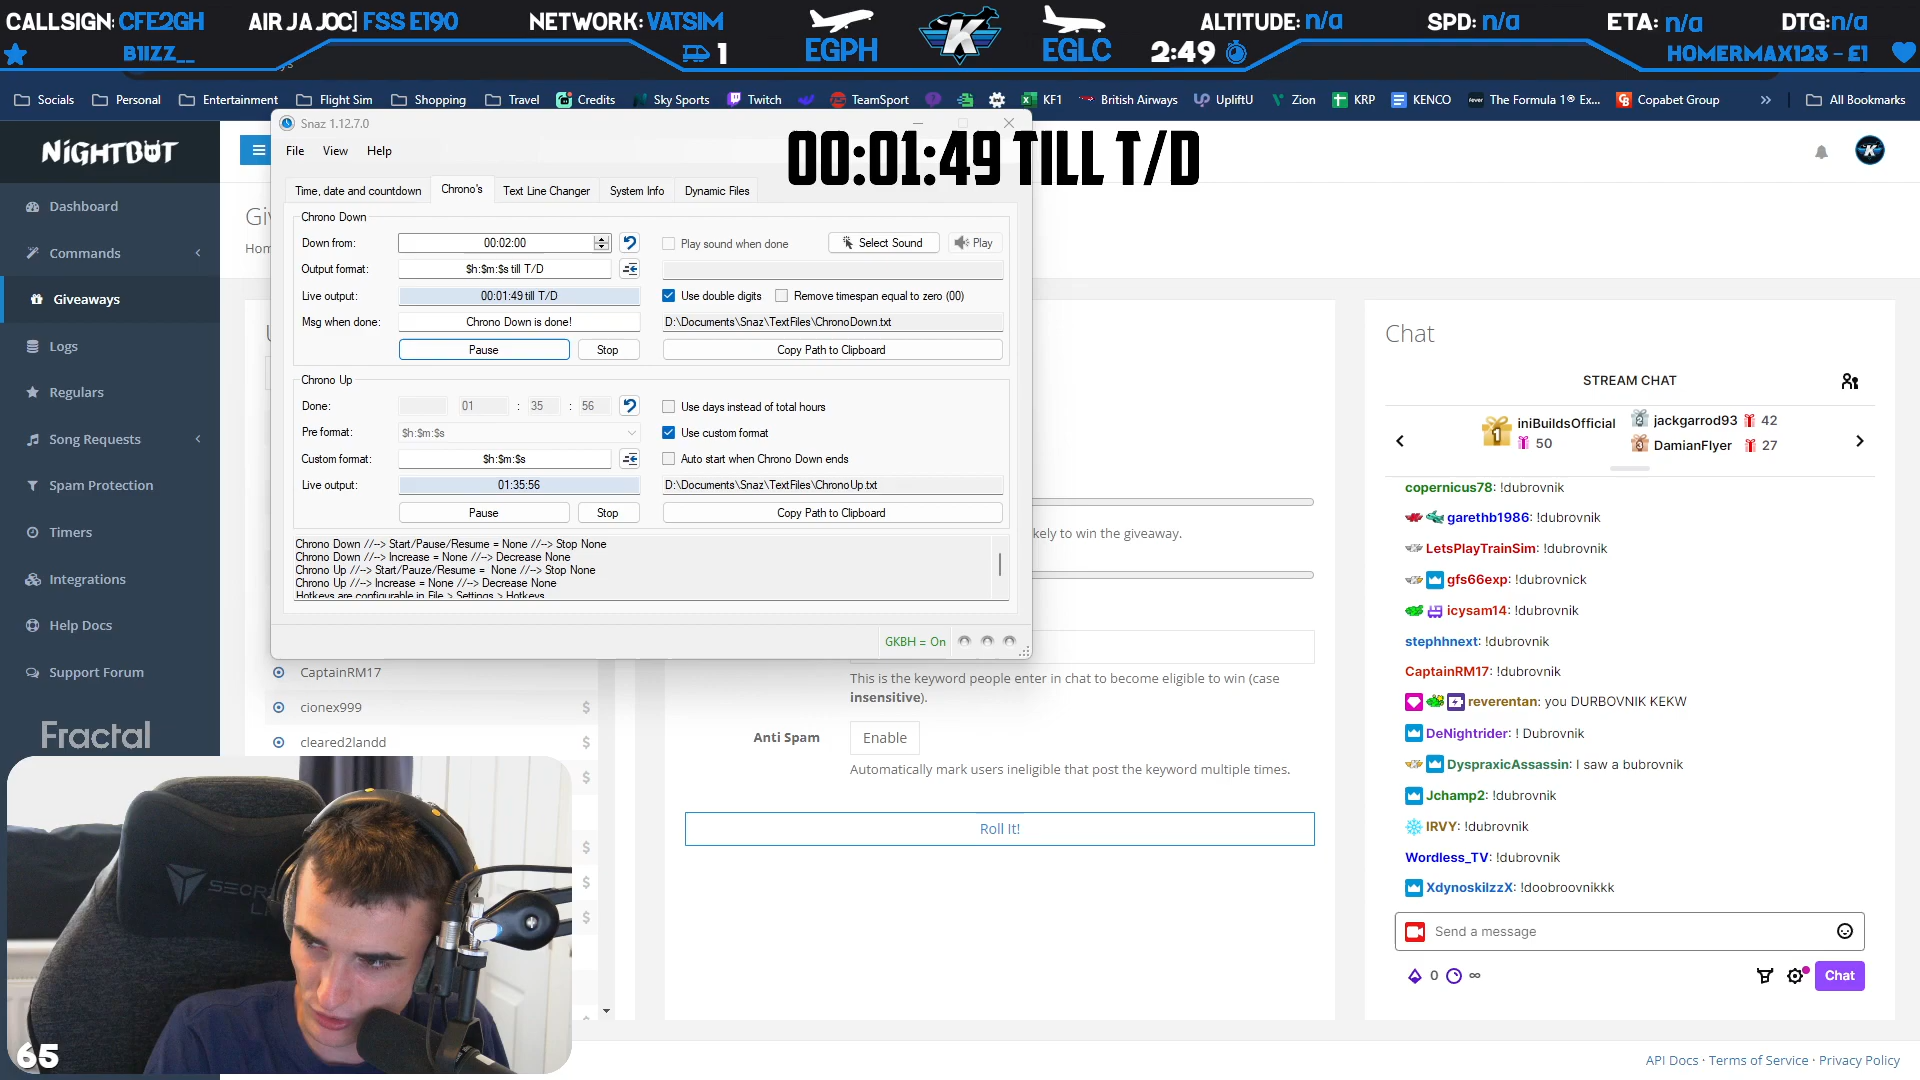 CALLSIGN: CFE2GH
AIR JAJOC| FSS E190
NETWORK: VATSIM
EGPH
K
EGLC
ALTITUDE: n/a
SPD: n/a
ETA: n/a
DTG:n/a
B1IZZ__
1
2:49
HOMERMAX123 - £1
Socials
Personal
Entertainment
Flight Sim
Shopping
Travel
Credits
Sky Sports
Twitch
TeamSport
KF1
British Airways
UpliftU
Zion
KRP
KENCO
The Formula 1® Ex...
Copabet Group
»
All Bookmarks
NiGHTBOT
Dashboard
Commands
Giveaways
Logs
Regulars
Song Requests
Spam Protection
Timers
Integrations
Help Docs
Support Forum
Fractal
Snaz 1.12.7.0
File View Help
00:01:49 TILL T/D
Time, date and countdown
Chrono's
Text Line Changer
System Info
Dynamic Files
Chrono Down
Down from: 00:02:00
Play sound when done
Select Sound
Play
Output format: $h:$m:$s till T/D
Live output: 00:01:49 till T/D
Use double digits
Remove timespan equal to zero (00)
Msg when done: Chrono Down is done!
D:\Documents\Snaz\TextFiles\ChronoDown.txt
Pause
Stop
Copy Path to Clipboard
Chrono Up
Done: 01 : 35 : 56
Use days instead of total hours
Pre format: $h:$m:$s
Use custom format
Custom format: $h:$m:$s
Auto start when Chrono Down ends
Live output: 01:35:56
D:\Documents\Snaz\TextFiles\ChronoUp.txt
Pause
Stop
Copy Path to Clipboard
Chrono Down //--> Start/Pause/Resume = None //--> Stop None
Chrono Down //--> Increase = None //--> Decrease None
Chrono Up //--> Start/Pauze/Resume = None //--> Stop None
Chrono Up //--> Increase = None //--> Decrease None
Hotkeys are configurable in File > Settings > Hotkeys
GKBH = On
Gi
Hom
CaptainRM17
cionex999 $
cleared2landd $
$
$
$
$
kely to win the giveaway.
This is the keyword people enter in chat to become eligible to win (case
insensitive).
Anti Spam
Enable
Automatically mark users ineligible that post the keyword multiple times.
Roll It!
Chat
STREAM CHAT
1
iniBuildsOfficial
50
2
jackgarrod93 42
3
DamianFlyer 27
copernicus78: !dubrovnik
garethb1986: !dubrovnik
LetsPlayTrainSim: !dubrovnik
gfs66exp: !dubrovnick
icysam14: !dubrovnik
stephhnext: !dubrovnik
CaptainRM17: !dubrovnik
reverentan: you DURBOVNIK KEKW
DeNightrider: ! Dubrovnik
DyspraxicAssassin: I saw a bubrovnik
Jchamp2: !dubrovnik
IRVY: !dubrovnik
Wordless_TV: !dubrovnik
XdynoskilzzX: !doobroovnikkk
Send a message
0
∞
Chat
SECRE
65
API Docs · Terms of Service · Privacy Policy